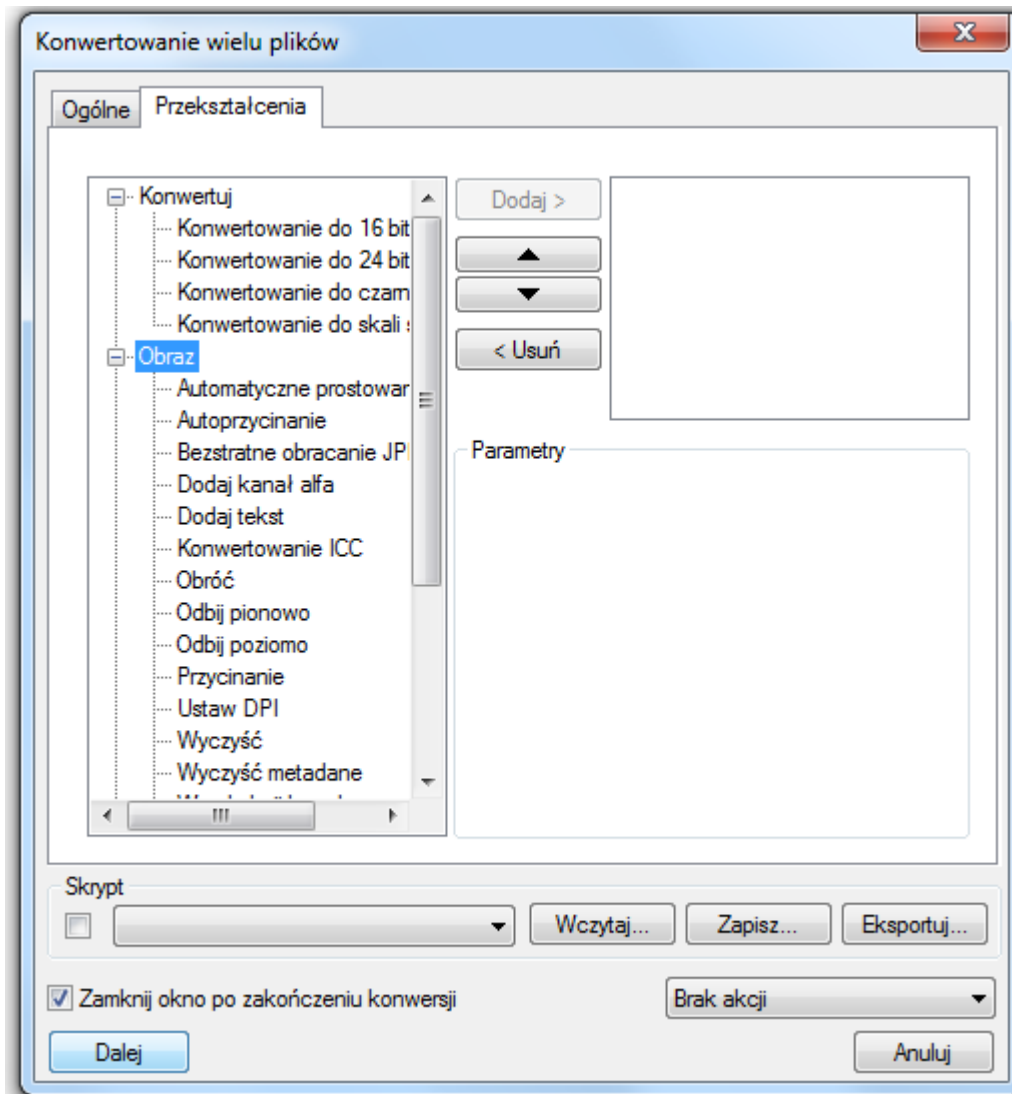 Konwertowanie wielu plików
Ogólne
Przekształcenia
Konwertuj
Konwertowanie do 16 bit
Konwertowanie do 24 bit
Konwertowanie do
Konwertowanie do skali
Obraz
Automatyczne
Autoprzycinanie
Bezstratne obracanie
Dodaj kanał alfa
Dodaj tekst
Konwertowanie ICC
Obróć
Odbij pionowo
Odbij poziomo
Przycinanie
Ustaw DPI
Wyczyść
Wyczyść metadane
Dodaj >
< Usuń
Parametry
Skrypt
Wczytaj...
Zapisz...
Eksportuj...
Zamknij okno po zakończeniu konwersji
Brak akcji
Dalej
Anuluj